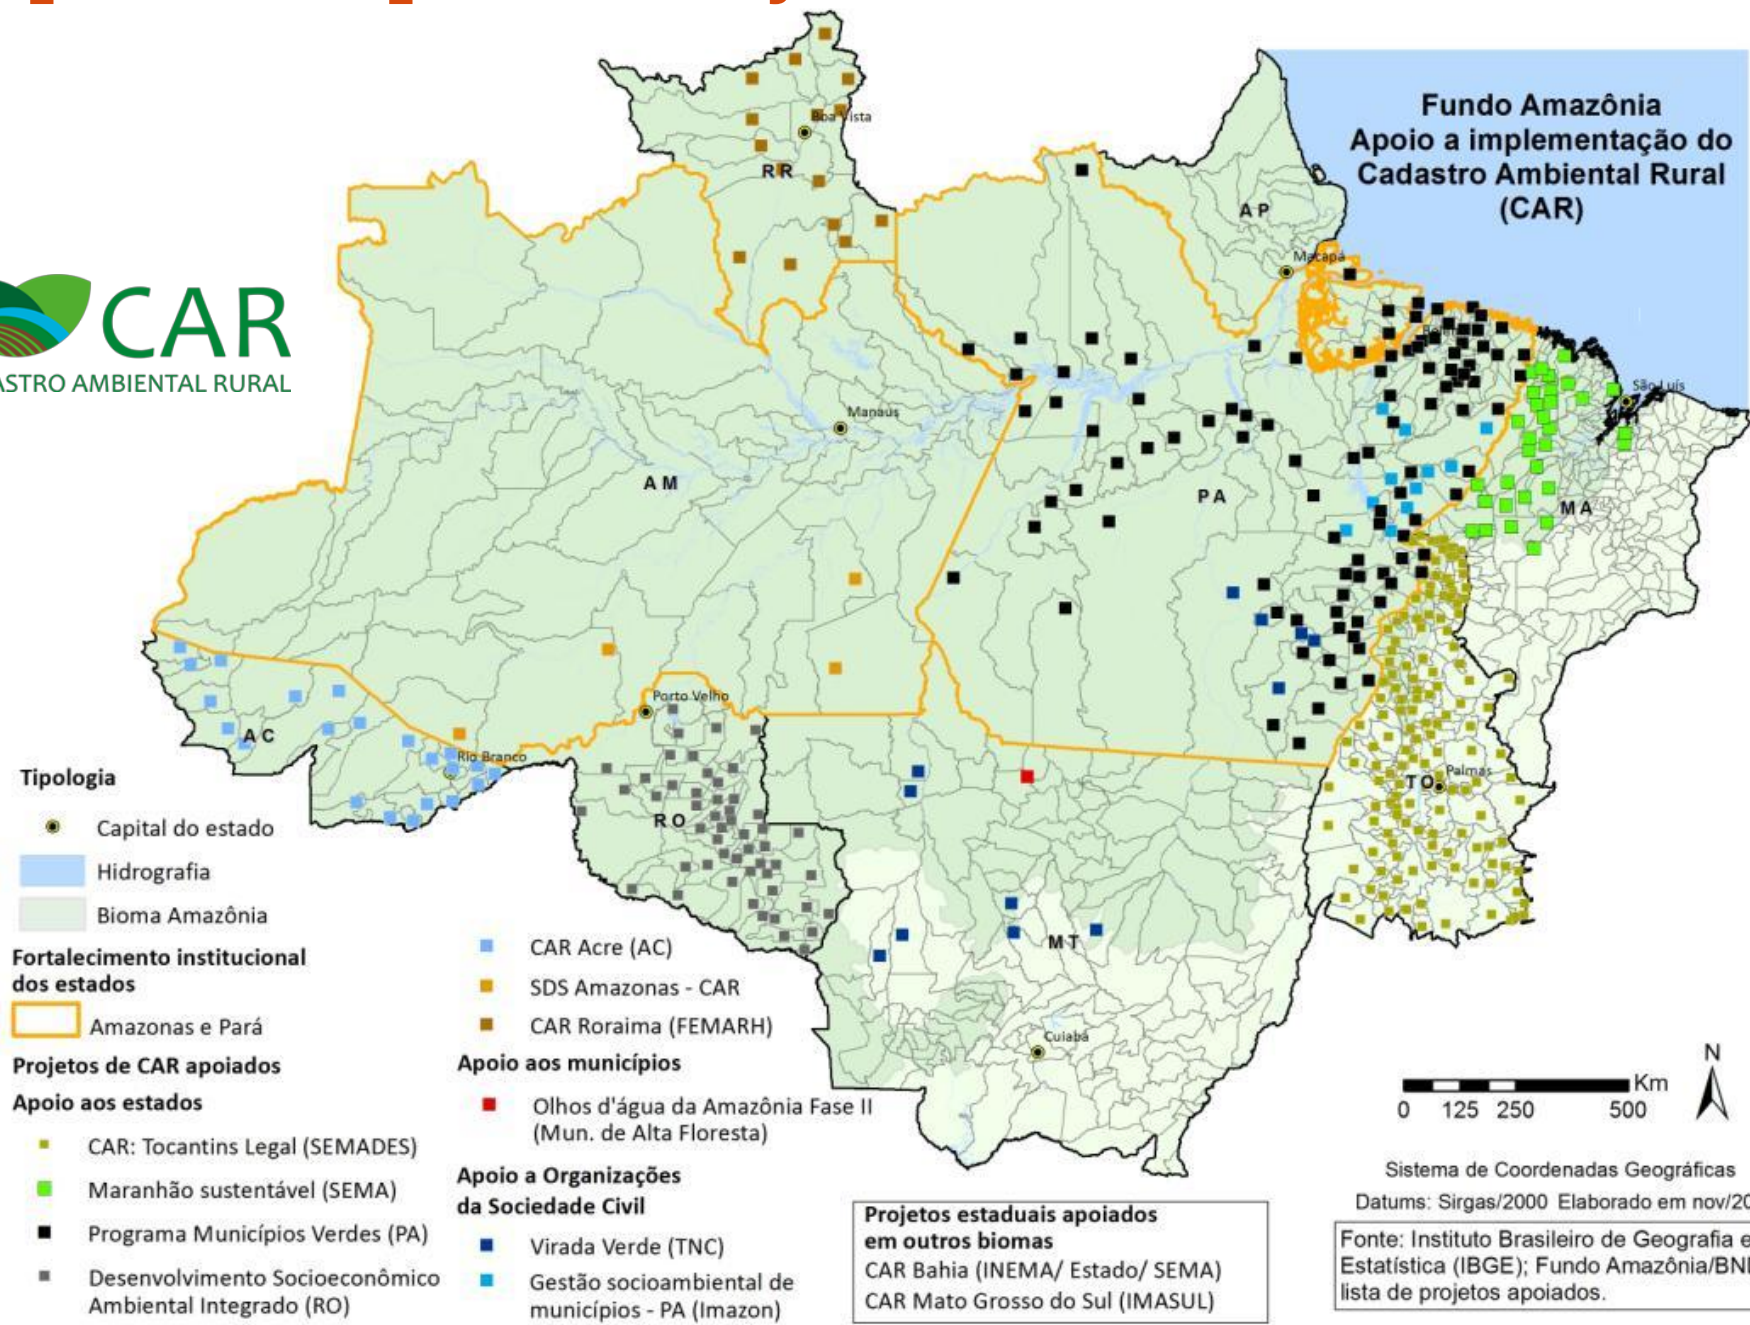 Fundo Amazônia
Apoio a implementação do
Cadastro Ambiental Rural
(CAR)
CAR
ASTRO AMBIENTAL RURAL
Boa Vista
RR
AP
Macapá
Belém
São Luís
Manaus
AM
PA
MA
Porto Velho
AC
Rio Branco
RO
TO
Palmas
MT
Cuiabá
Tipologia
Capital do estado
Hidrografia
Bioma Amazônia
Fortalecimento institucional
dos estados
Amazonas e Pará
Projetos de CAR apoiados
Apoio aos estados
CAR: Tocantins Legal (SEMADES)
Maranhão sustentável (SEMA)
Programa Municípios Verdes (PA)
Desenvolvimento Socioeconômico
Ambiental Integrado (RO)
CAR Acre (AC)
SDS Amazonas - CAR
CAR Roraima (FEMARH)
Apoio aos municípios
Olhos d'água da Amazônia Fase II
(Mun. de Alta Floresta)
Apoio a Organizações
da Sociedade Civil
Virada Verde (TNC)
Gestão socioambiental de
municípios - PA (Imazon)
Projetos estaduais apoiados
em outros biomas
CAR Bahia (INEMA/ Estado/ SEMA)
CAR Mato Grosso do Sul (IMASUL)
N
Km
0 125 250 500
Sistema de Coordenadas Geográficas
Datums: Sirgas/2000 Elaborado em nov/20
Fonte: Instituto Brasileiro de Geografia e
Estatística (IBGE); Fundo Amazônia/BN
lista de projetos apoiados.